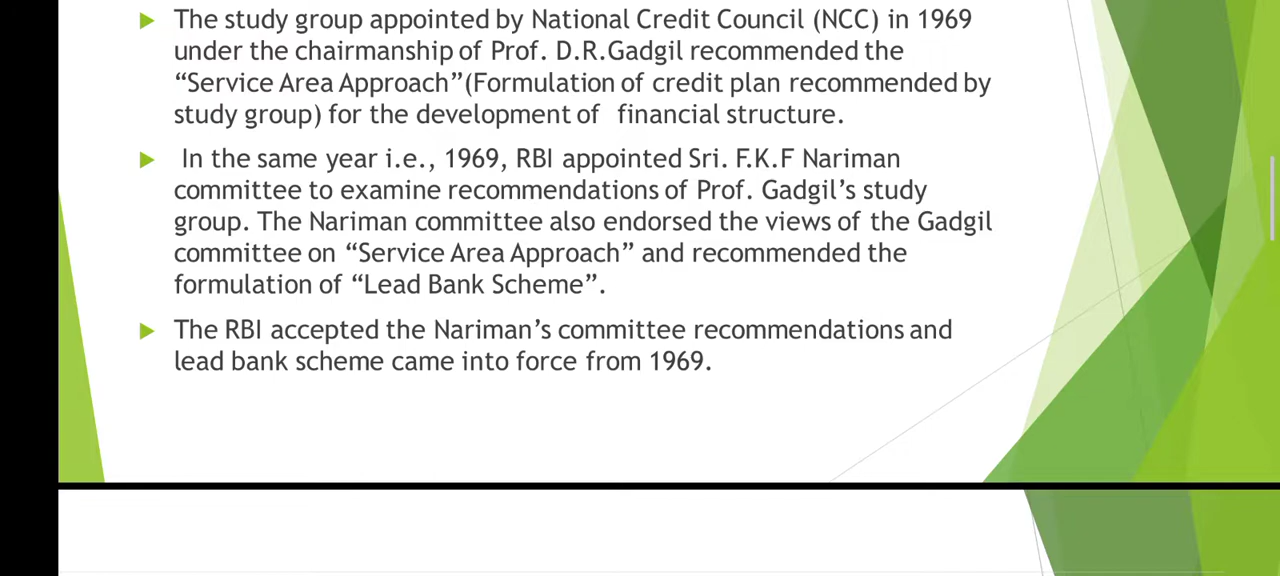 The study group appointed by National Credit Council (NCC) in 1969
under the chairmanship of Prof. D.R.Gadgil recommended the
“Service Area Approach”(Formulation of credit plan recommended by
study group) for the development of financial structure.
In the same year i.e., 1969, RBI appointed Sri. F.K.F Nariman
committee to examine recommendations of Prof. Gadgil’s study
group. The Nariman committee also endorsed the views of the Gadgil
committee on “Service Area Approach” and recommended the
formulation of “Lead Bank Scheme”.
The RBI accepted the Nariman’s committee recommendations and
lead bank scheme came into force from 1969.